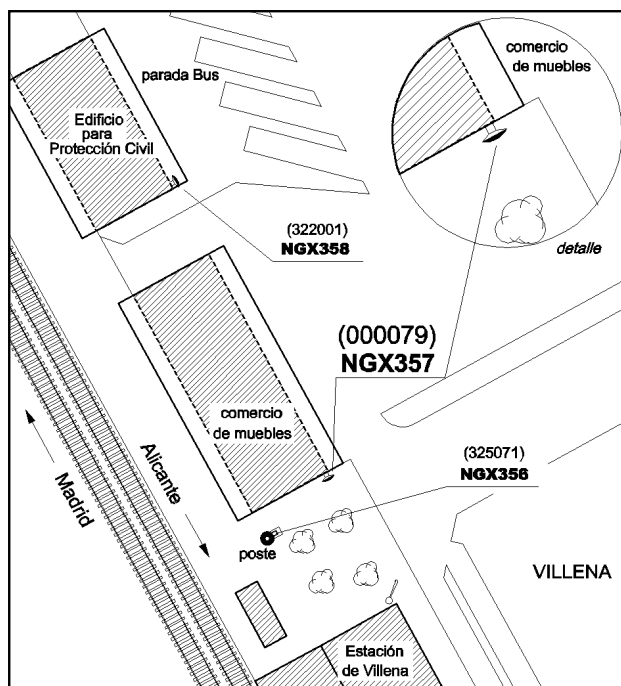 parada Bus
Edificio
para
Protección Civil
comercio
de muebles
detalle
(322001)
NGX358
(000079)
NGX357
comercio
de muebles
(325071)
NGX356
Madrid
Alicante
poste
VILLENA
Estación
de Villena